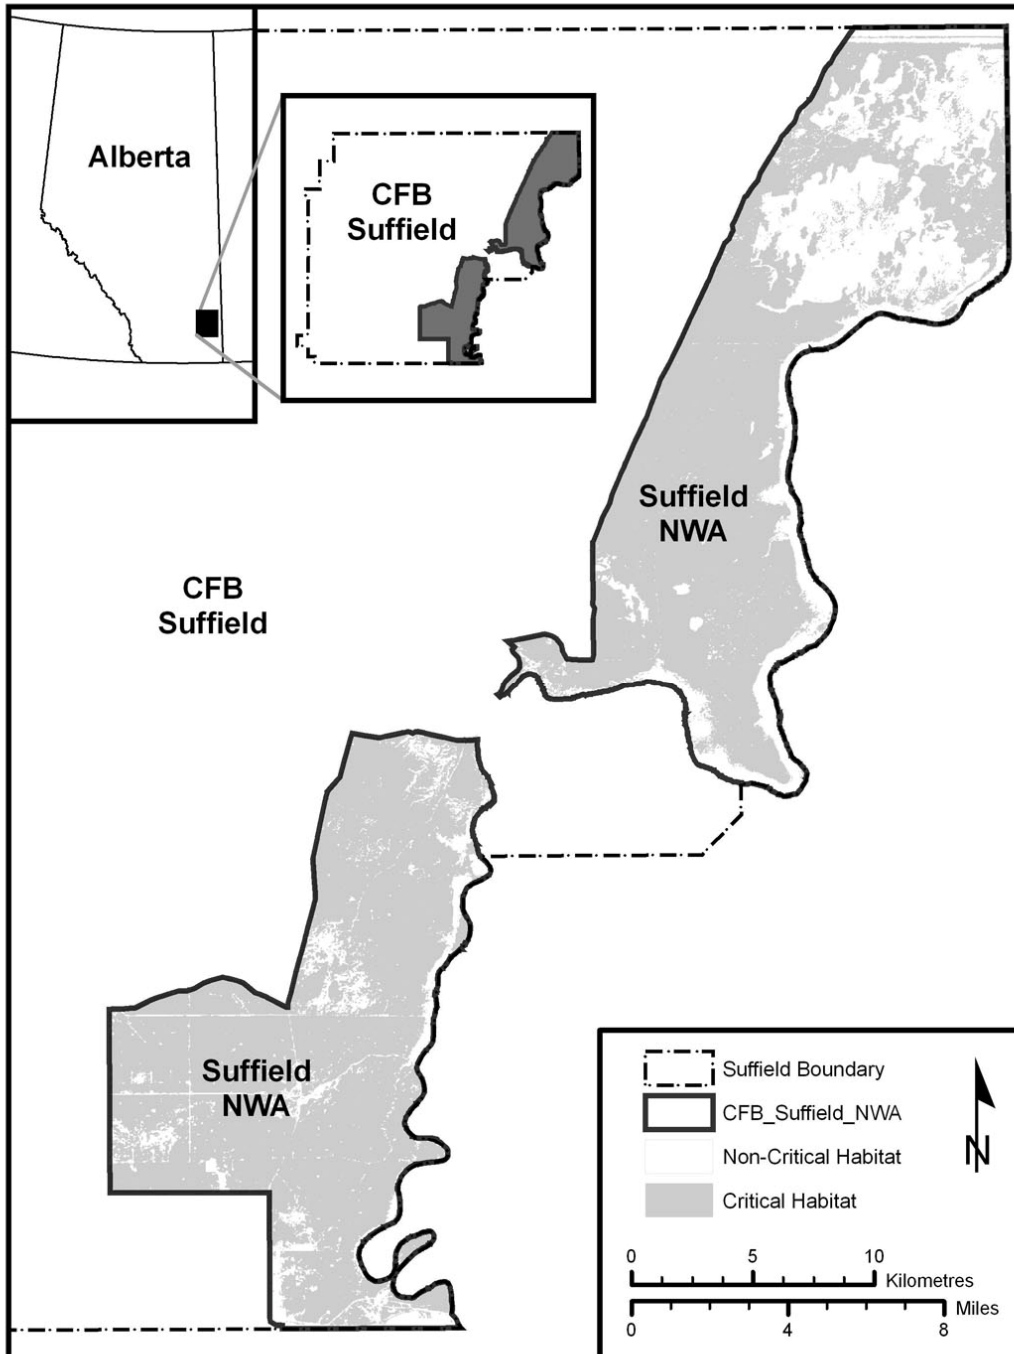 Alberta
CFB
Suffield
Suffield
NWA
CFB
Suffield
Suffield
NWA
Suffield Boundary
CFB_Suffield_NWA
Non-Critical Habitat
Critical Habitat
N
0 5 10
Kilometres
Miles
0 4 8